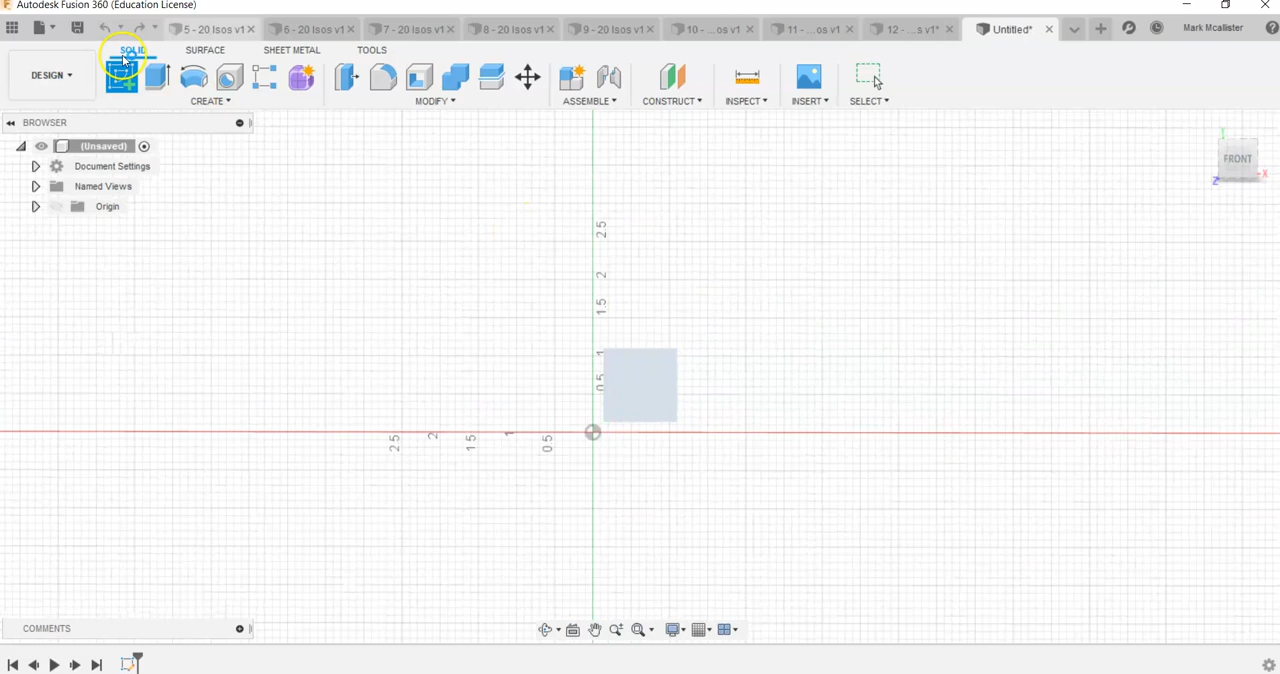 Autodesk Fusion 360 (Education License)
5 - 20 Isos v1 6 - 20 Isos v1 7 - 20 Isos v1 8 - 20 Isos v1 9 - 20 Isos v1 10 - ...os v1 11 - ...os v1 12 - ...s v1* Untitled* Mark Mcalister
SOLID SURFACE SHEET METAL TOOLS
DESIGN
CREATE MODIFY ASSEMBLE CONSTRUCT INSPECT INSERT SELECT
BROWSER
(Unsaved)
Document Settings
Named Views
Origin
FRONT
Y
X
Z
2.5
2
1.5
1
0.5
2.5 2 1.5 1 0.5
COMMENTS